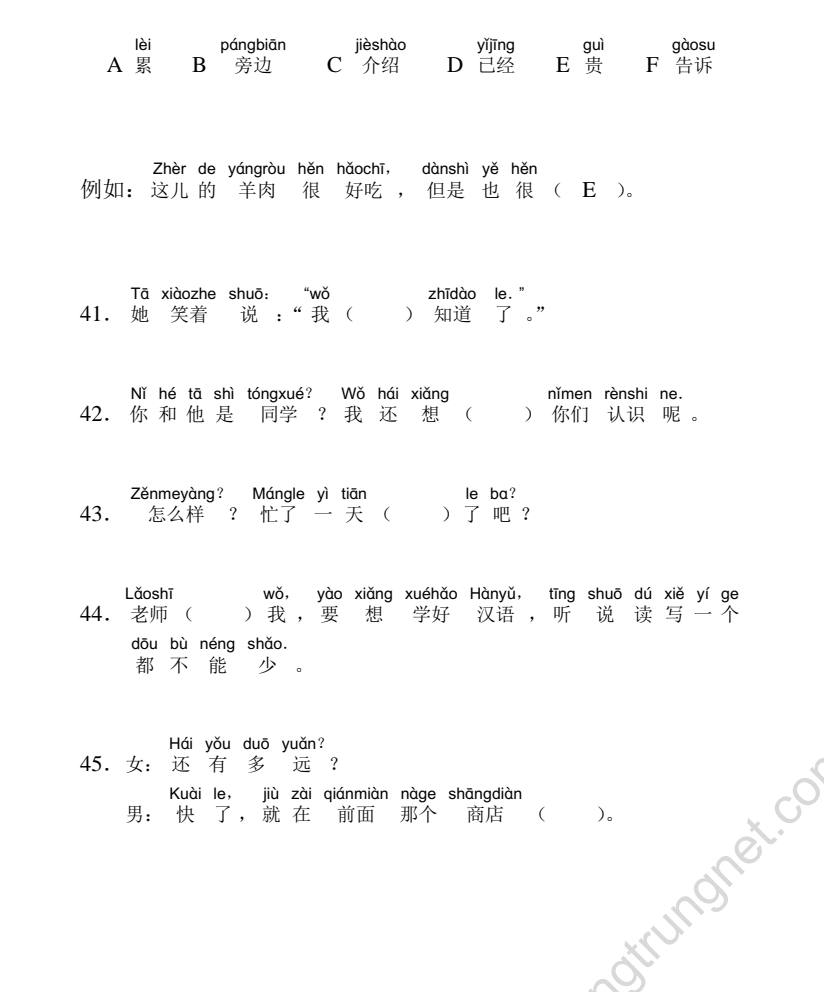 lèi pángbiān jièshào yǐjīng guì gàosu
A 累 B 旁边 C 介绍 D 已经 E 贵 F 告诉
Zhèr de yángròu hěn hǎochī， dànshì yě hěn
例如：这儿 的 羊肉 很 好吃 ，但是 也 很 （ E ）。
Tā xiàozhe shuō： “wǒ zhīdào le．”
41．她 笑着 说 ：“ 我 （ ） 知道 了 。”
Nǐ hé tā shì tóngxué？ Wǒ hái xiǎng nǐmen rènshi ne．
42．你 和 他 是 同学 ？我 还 想 （ ）你们 认识 呢 。
Zěnmeyàng？ Mángle yì tiān le ba？
43． 怎么样 ？ 忙了 一 天 （ ）了 吧 ？
Lǎoshī wǒ， yào xiǎng xuéhǎo Hànyǔ， tīng shuō dú xiě yí ge
44．老师 （ ）我 ，要 想 学好 汉语 ，听 说 读 写 一 个
dōu bù néng shǎo．
都 不 能 少 。
Hái yǒu duō yuǎn？
45．女：还 有 多 远 ？
Kuài le， jiù zài qiánmiàn nàge shāngdiàn
男： 快 了 ，就 在 前面 那个 商店 （ ）。
ngtrungnet.com